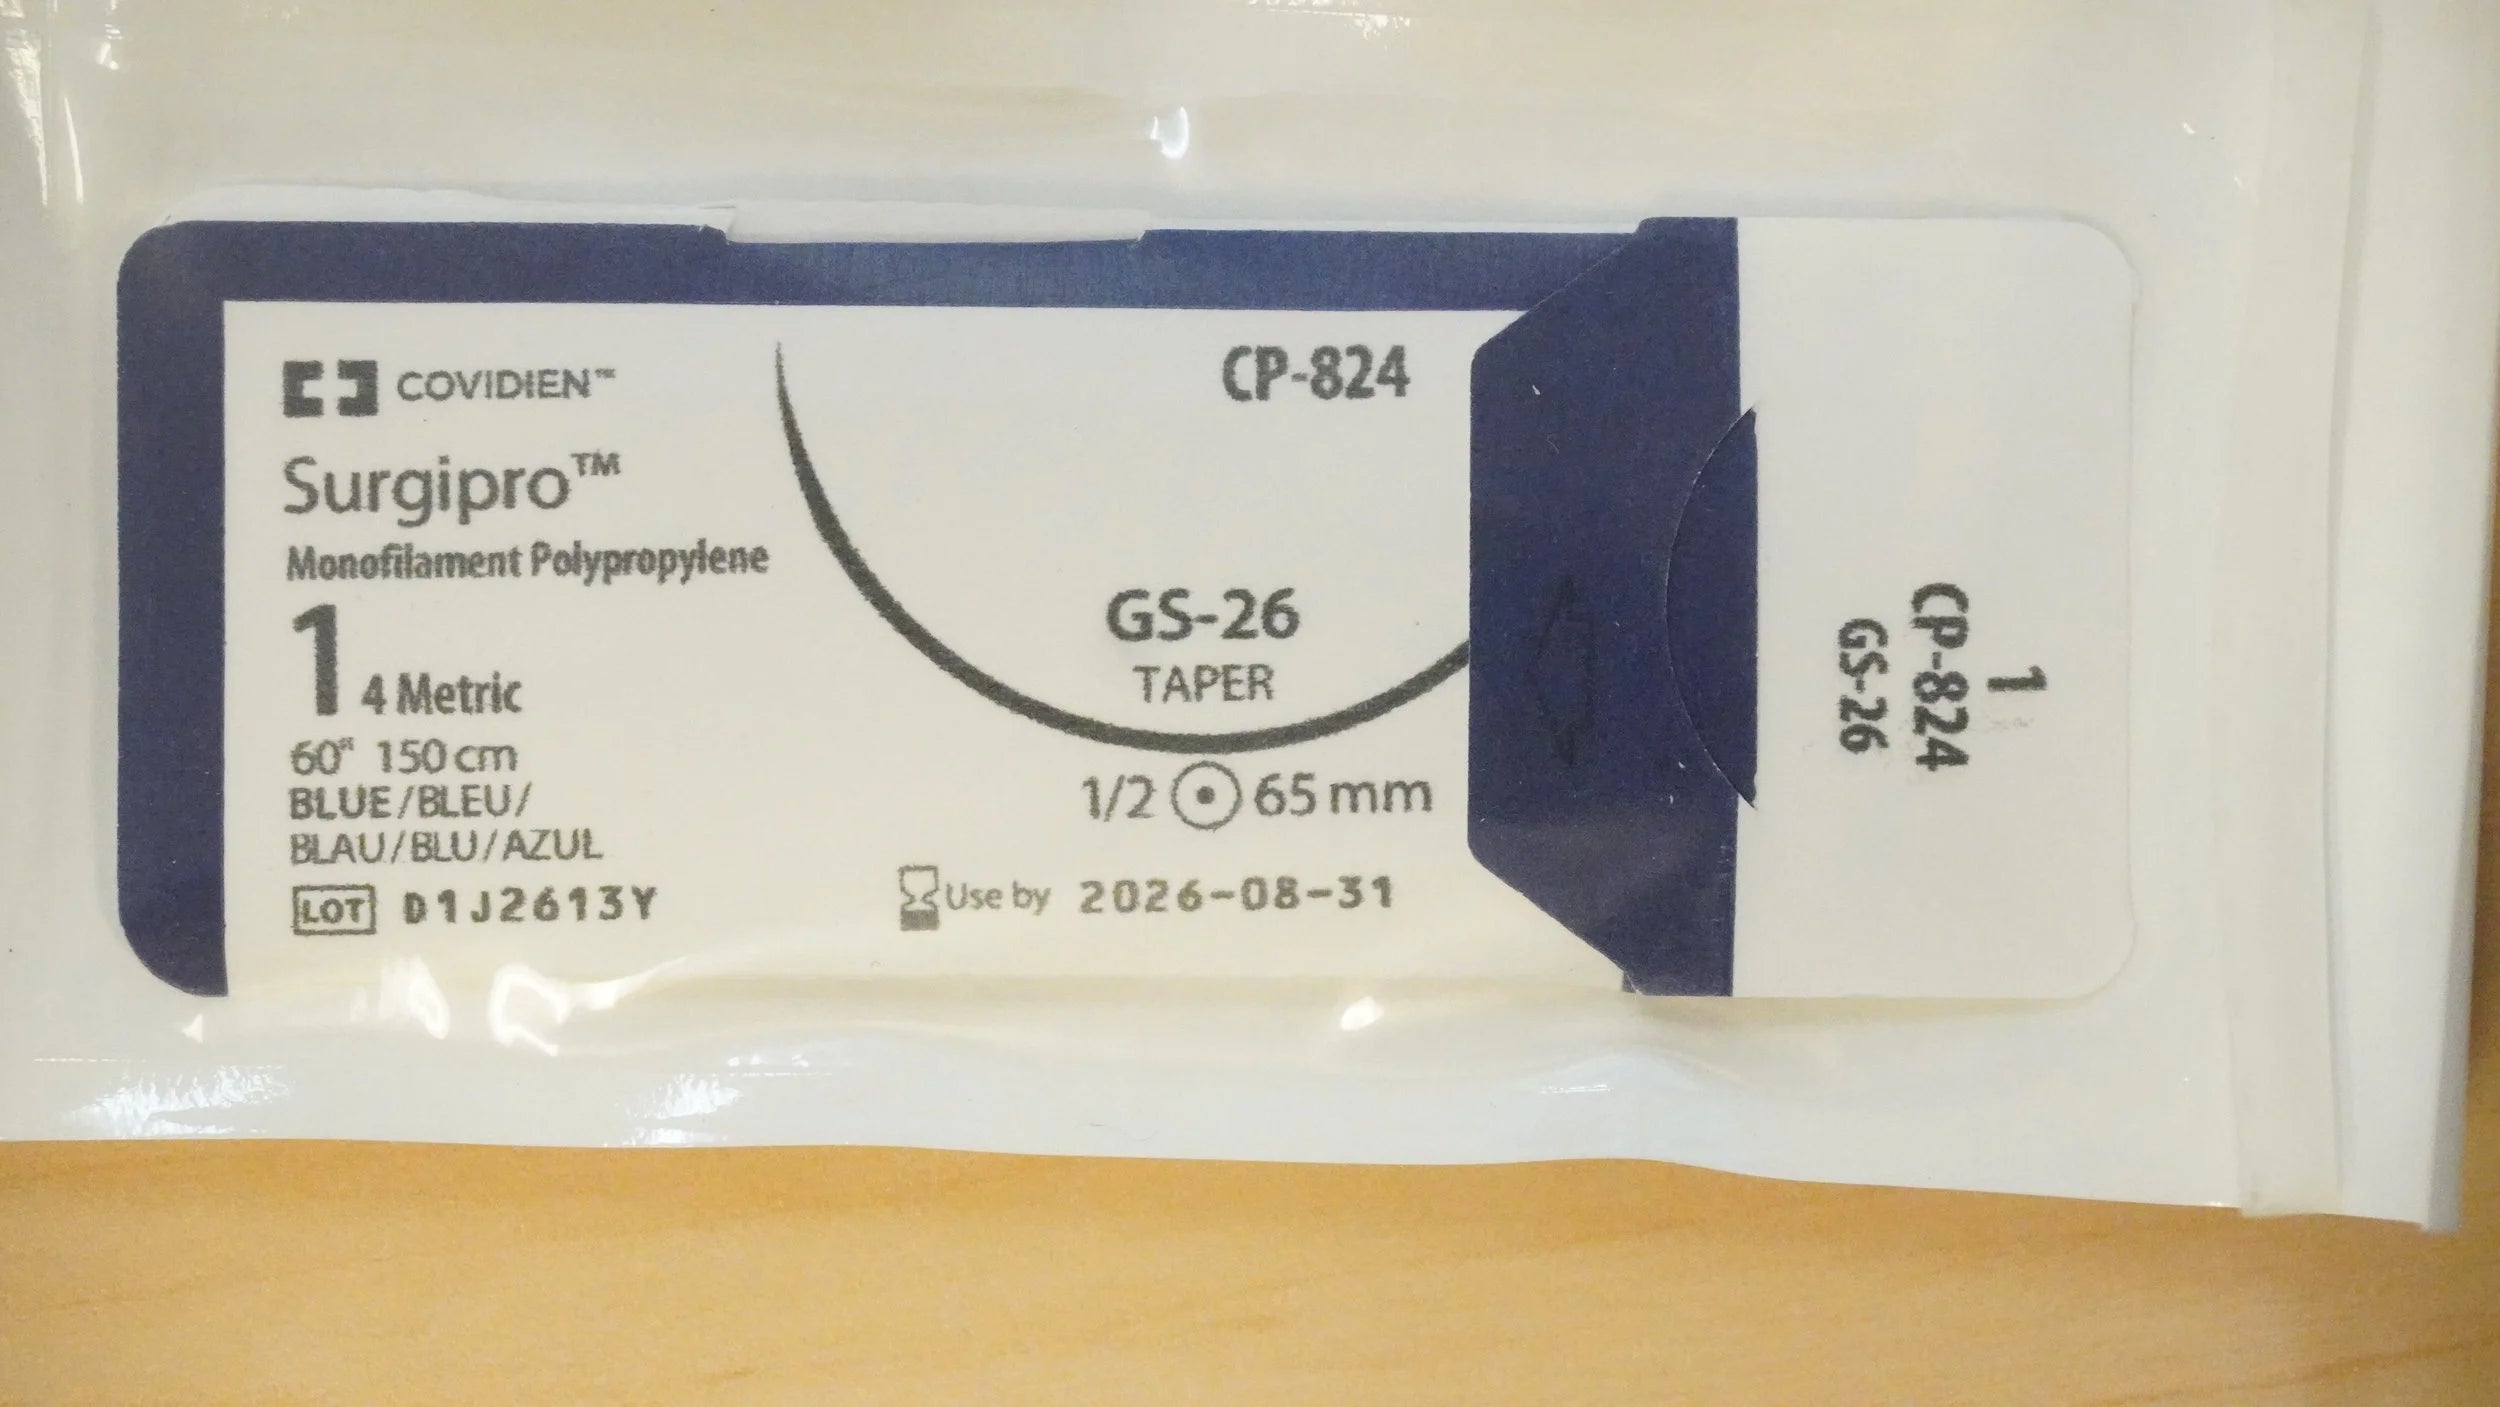 COVIDIEN™
CP-824
Surgipro™
Monofilament Polypropylene
1 4 Metric
60" 150 cm
BLUE/BLEU/
BLAU/BLU/AZUL
LOT D1J2613Y
GS-26
TAPER
1/2 65 mm
Use by 2026-08-31
1
CP-824
GS-26